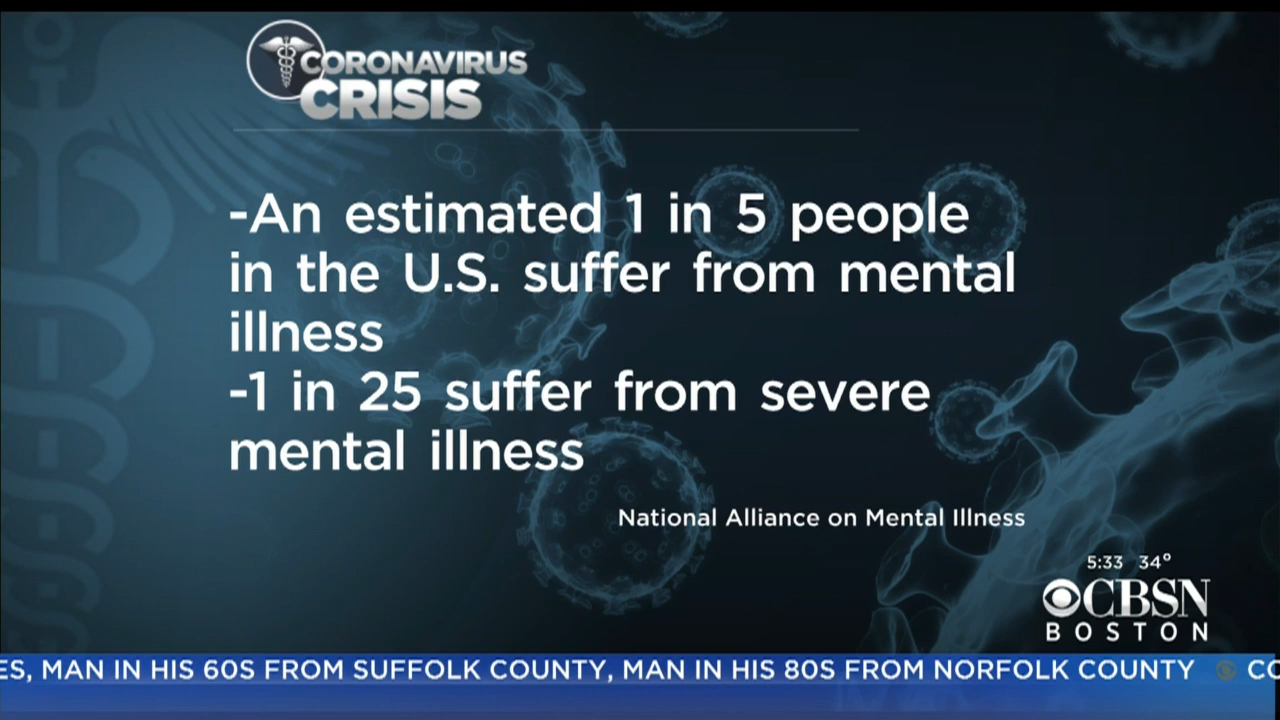 CORONAVIRUS
CRISIS
-An estimated 1 in 5 people
in the U.S. suffer from mental
illness
-1 in 25 suffer from severe
mental illness
National Alliance on Mental Illness
5:33 34°
CBSN
BOSTON
ES, MAN IN HIS 60S FROM SUFFOLK COUNTY, MAN IN HIS 80S FROM NORFOLK COUNTY CO